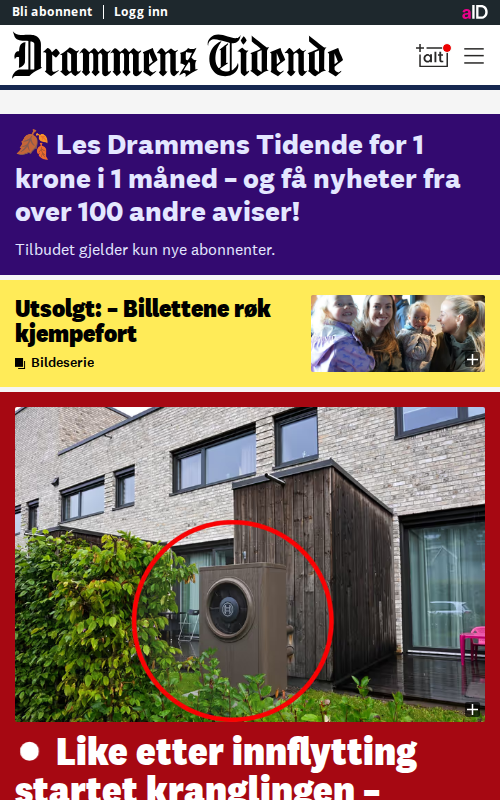 Bli abonnent Logg inn aID
Drammens Tidende +alt
🍂 Les Drammens Tidende for 1
krone i 1 måned – og få nyheter fra
over 100 andre aviser!
Tilbudet gjelder kun nye abonnenter.
Utsolgt: – Billettene røk
kjempefort
Bildeserie
Like etter innflytting
startet kranglingen –